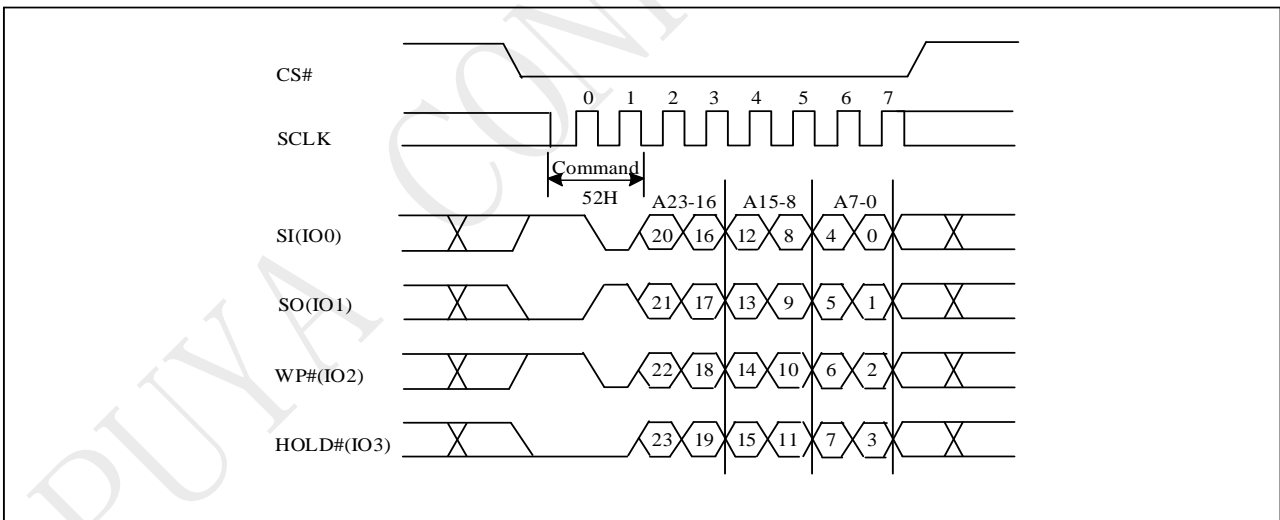 CS#
0 1 2 3 4 5 6 7
SCLK
Command
52H A23-16 A15-8 A7-0
SI(IO0) 20 16 12 8 4 0
SO(IO1) 21 17 13 9 5 1
WP#(IO2) 22 18 14 10 6 2
HOLD#(IO3) 23 19 15 11 7 3
PUYA